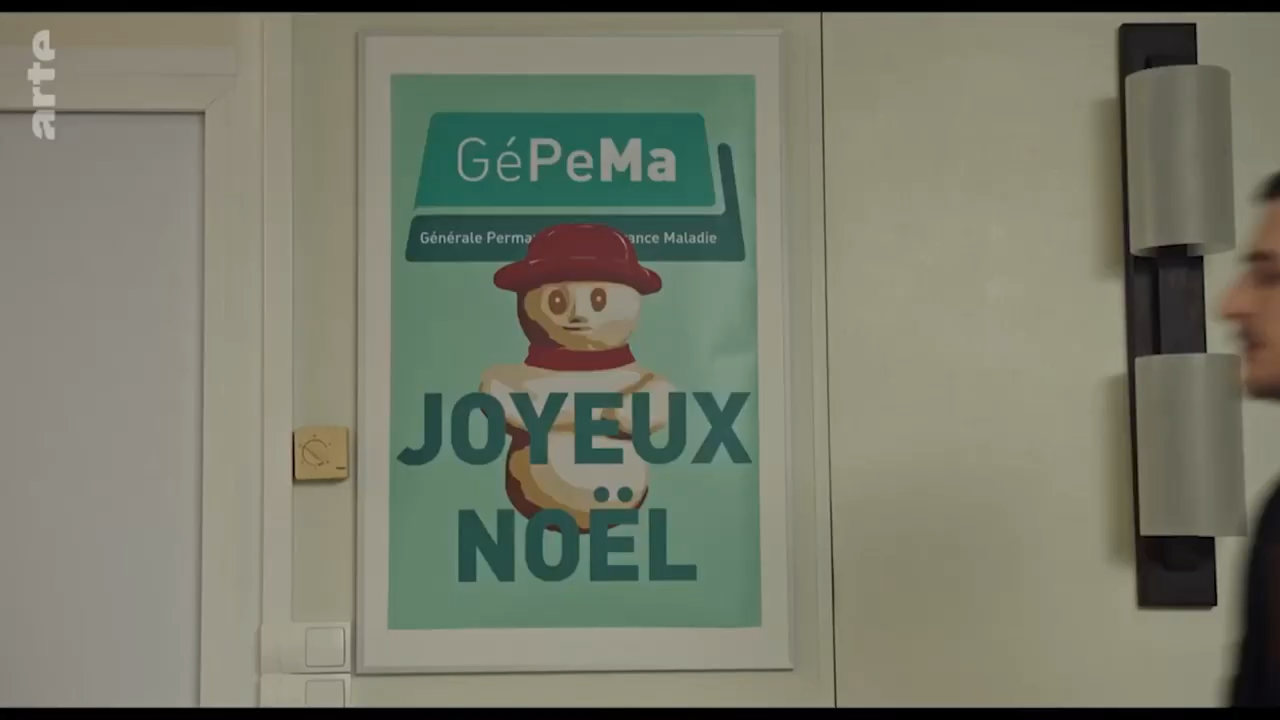 arte
GéPeMa
Générale Perma ance Maladie
JOYEUX
NOËL